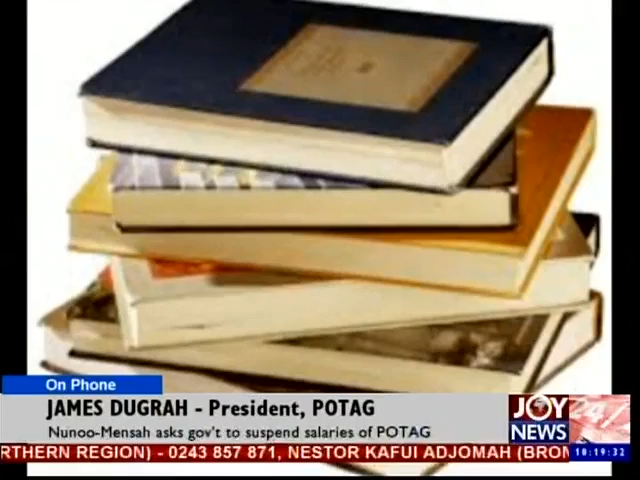 On Phone
JAMES DUGRAH - President, POTAG
Nunoo-Mensah asks gov't to suspend salaries of POTAG
JOY 24/7
NEWS
RTHERN REGION) - 0243 857 871, NESTOR KAFUI ADJOMAH (BRON
18:19:32